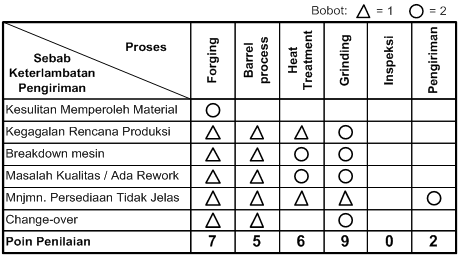 Bobot: △ = 1 ○ = 2
Proses
Sebab
Keterlambatan
Pengiriman
Forging
Barrel
process
Heat
Treatment
Grinding
Inspeksi
Pengiriman
Kesulitan Memperoleh Material ○
Kegagalan Rencana Produksi △ △ △ ○
Breakdown mesin △ △ ○ ○
Masalah Kualitas / Ada Rework △ △ ○ ○
Mnjmn. Persediaan Tidak Jelas △ △ △ △ ○
Change-over △ △ ○
Poin Penilaian 7 5 6 9 0 2